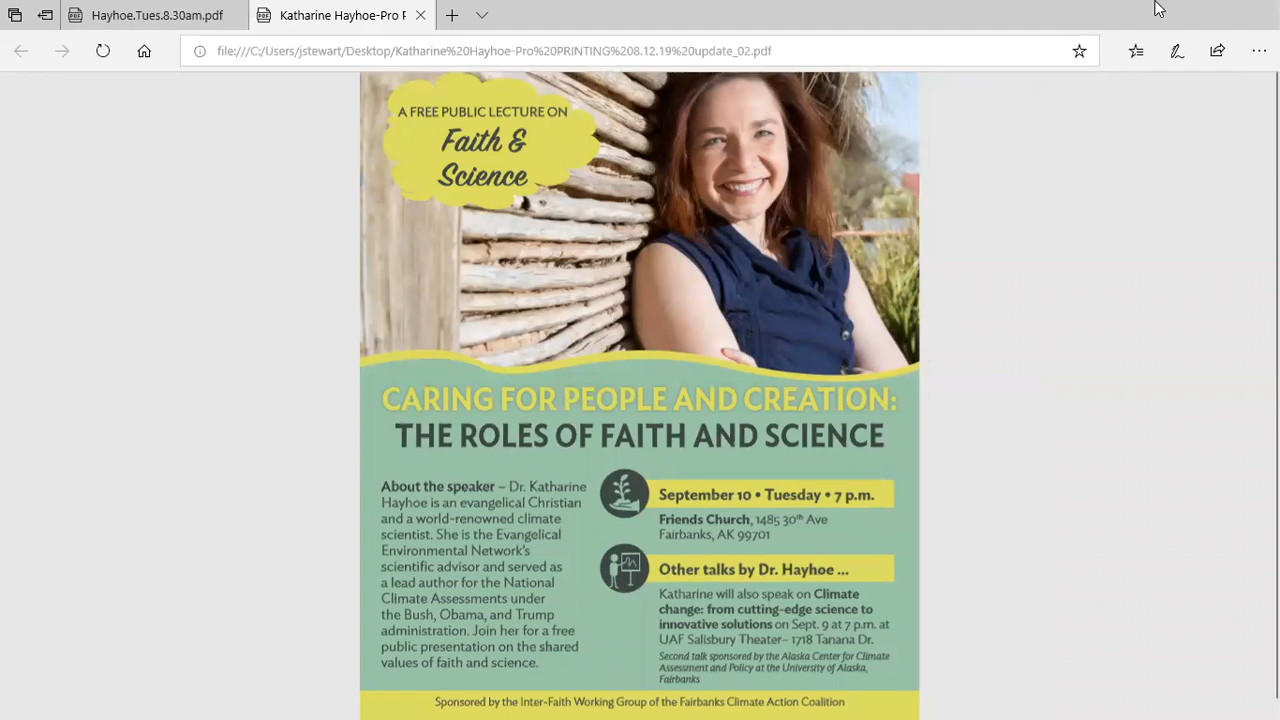 Hayhoe.Tues.8.30am.pdf
Katharine Hayhoe-Pro F
file:///C:/Users/jstewart/Desktop/Katharine%20Hayhoe-Pro%20PRINTING%208.12.19%20update_02.pdf
A FREE PUBLIC LECTURE ON
Faith &
Science
CARING FOR PEOPLE AND CREATION:
THE ROLES OF FAITH AND SCIENCE
About the speaker – Dr. Katharine
Hayhoe is an evangelical Christian
and a world-renowned climate
scientist. She is the Evangelical
Environmental Network's
scientific advisor and served as
a lead author for the National
Climate Assessments under
the Bush, Obama, and Trump
administration. Join her for a free
public presentation on the shared
values of faith and science.
September 10 • Tuesday • 7 p.m.
Friends Church, 1485 30th Ave
Fairbanks, AK 99701
Other talks by Dr. Hayhoe ...
Katharine will also speak on Climate
change: from cutting-edge science to
innovative solutions on Sept. 9 at 7 p.m. at
UAF Salisbury Theater– 1718 Tanana Dr.
Second talk sponsored by the Alaska Center for Climate
Assessment and Policy at the University of Alaska,
Fairbanks
Sponsored by the Inter-Faith Working Group of the Fairbanks Climate Action Coalition